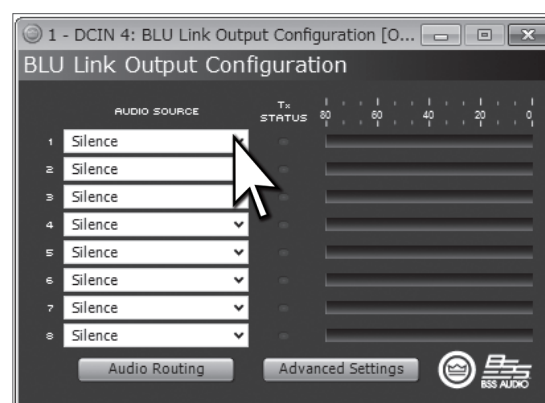 1 - DCIN 4: BLU Link Output Configuration [O...
BLU Link Output Configuration
AUDIO SOURCE
Tx
STATUS
80 60 40 20 0
1 Silence
2 Silence
3 Silence
4 Silence
5 Silence
6 Silence
7 Silence
8 Silence
Audio Routing Advanced Settings
BSS AUDIO